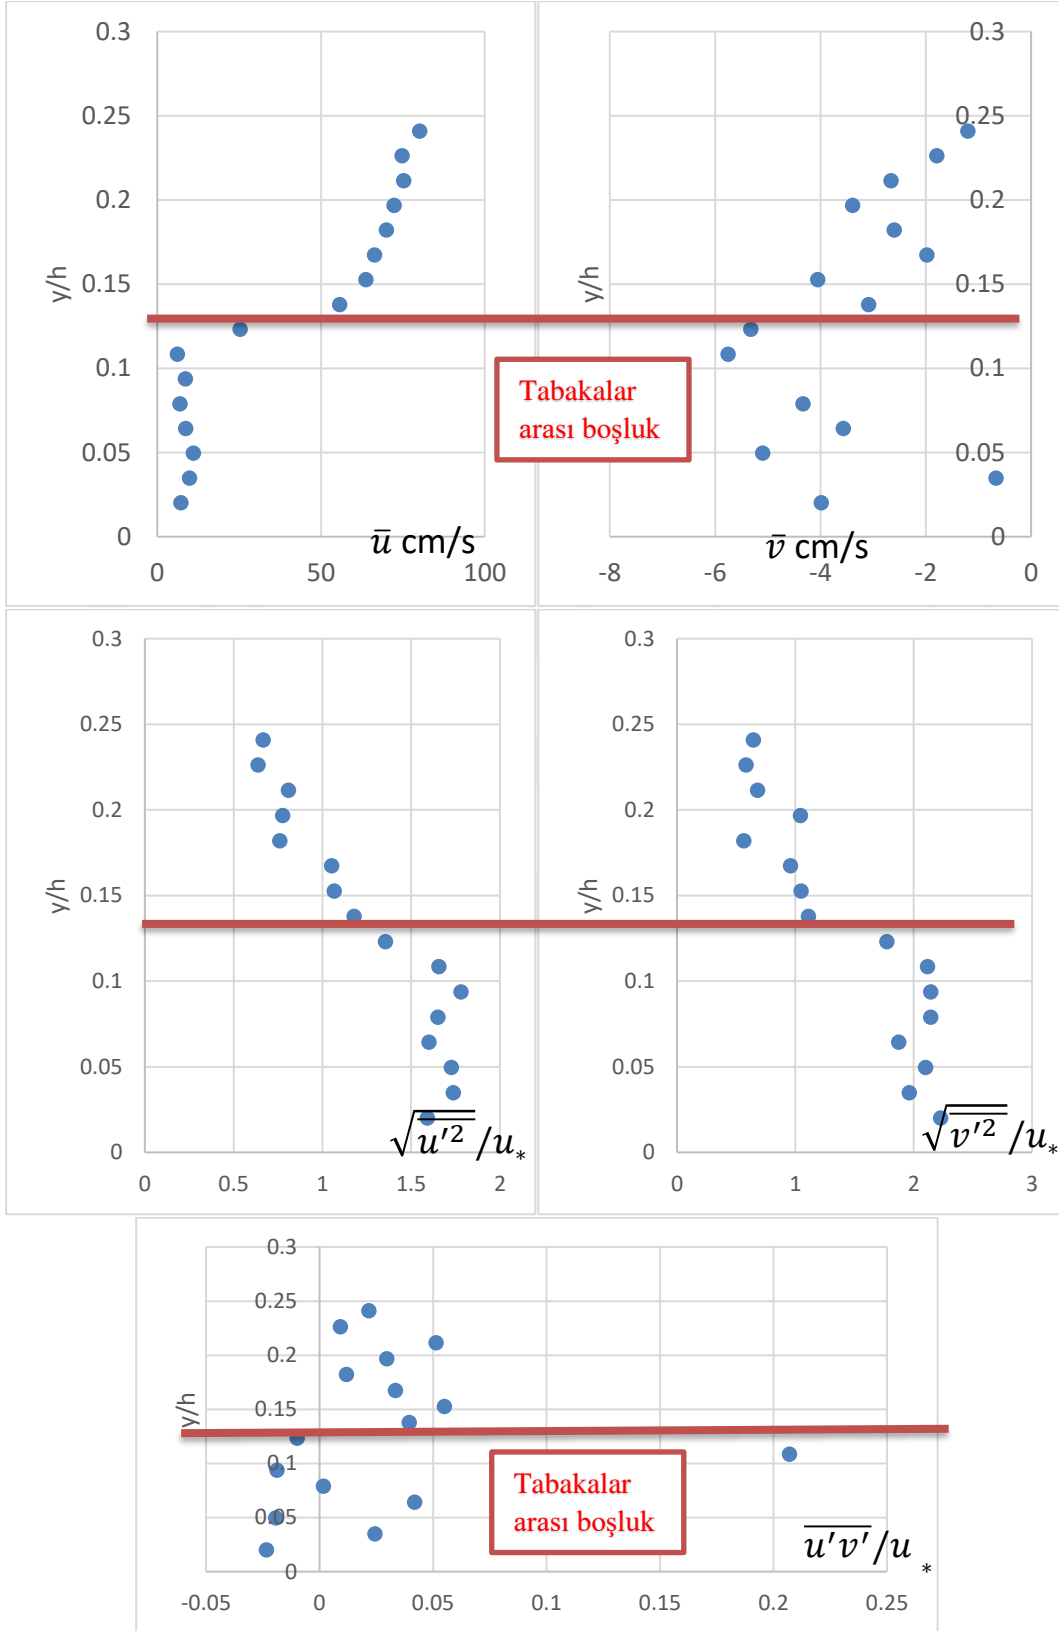 0.3
0.25
0.2
0.15
0.1
0.05
0
y/h
0 50 100
u̅ cm/s
0.3
0.25
0.2
0.15
0.1
0.05
0
y/h
-8 -6 -4 -2 0
v̅ cm/s
Tabakalar
arası boşluk
0.3
0.25
0.2
0.15
0.1
0.05
0
y/h
0 0.5 1 1.5 2
√u′²/u*
0.3
0.25
0.2
0.15
0.1
0.05
0
y/h
0 1 2 3
√v′²/u*
0.3
0.25
0.2
0.15
0.1
0.05
0
y/h
-0.05 0 0.05 0.1 0.15 0.2 0.25
Tabakalar
arası boşluk
u′v′/u *